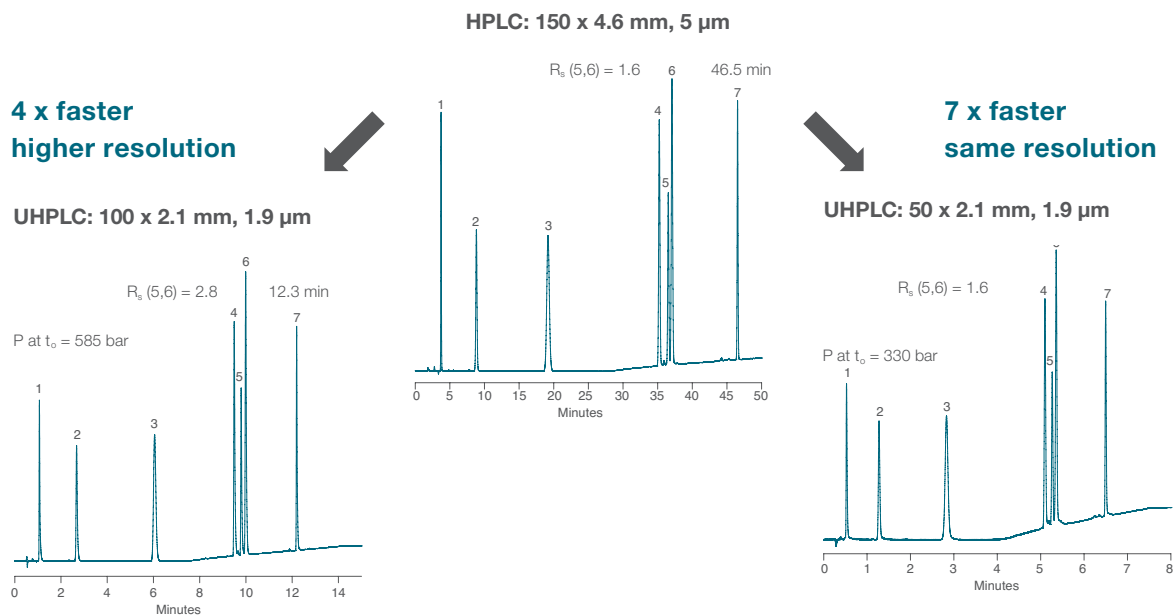 HPLC: 150 x 4.6 mm, 5 µm
Rₛ (5,6) = 1.6
46.5 min
1
2
3
4
5
6
7
0 5 10 15 20 25 30 35 40 45 50
Minutes
4 x faster
higher resolution
UHPLC: 100 x 2.1 mm, 1.9 µm
Rₛ (5,6) = 2.8
12.3 min
P at tₒ = 585 bar
1
2
3
4
5
6
7
0 2 4 6 8 10 12 14
Minutes
7 x faster
same resolution
UHPLC: 50 x 2.1 mm, 1.9 µm
Rₛ (5,6) = 1.6
P at tₒ = 330 bar
1
2
3
4
5
7
0 1 2 3 4 5 6 7 8
Minutes